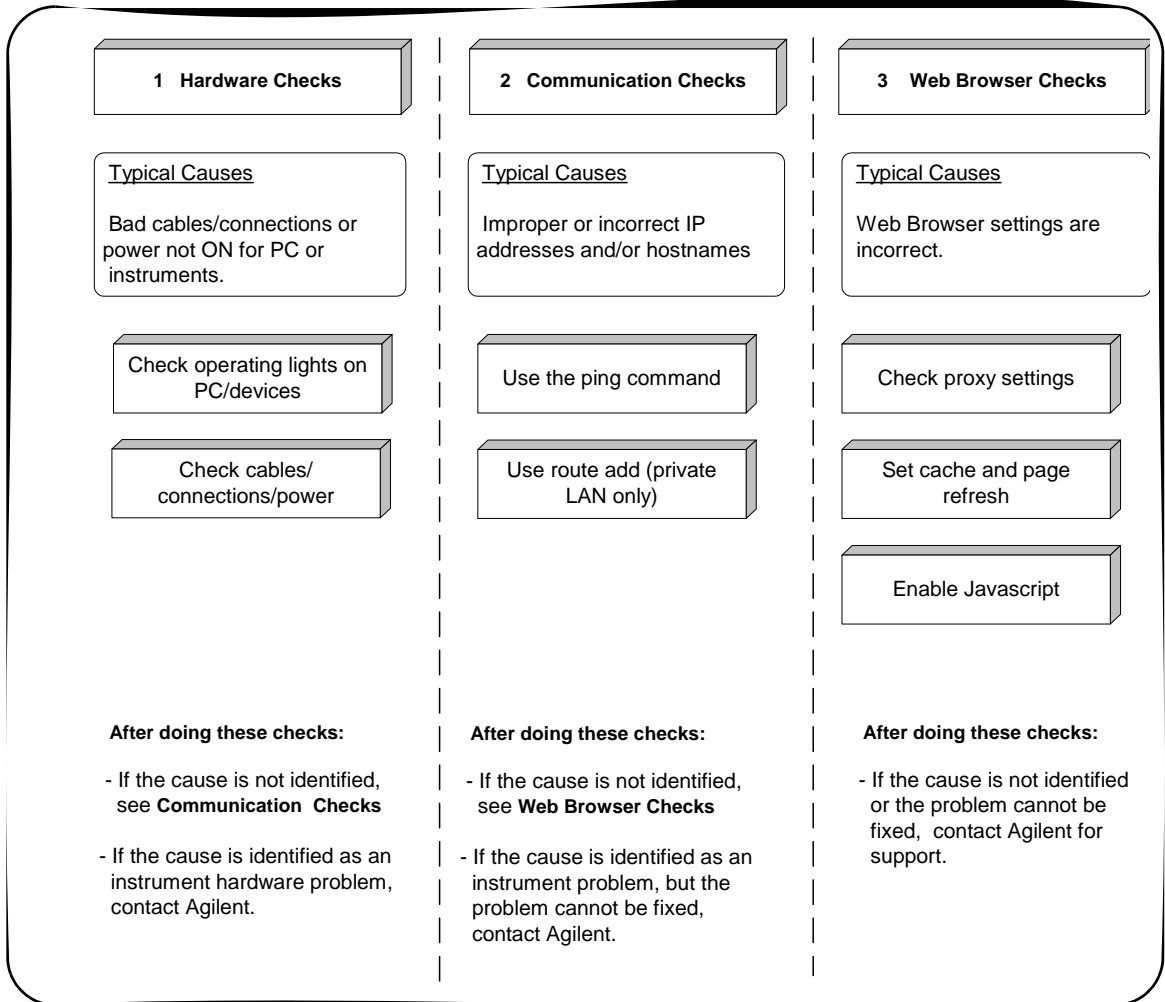 1 Hardware Checks
Typical Causes
Bad cables/connections or
power not ON for PC or
instruments.
Check operating lights on
PC/devices
Check cables/
connections/power
After doing these checks:
- If the cause is not identified,
see Communication Checks
- If the cause is identified as an
instrument hardware problem,
contact Agilent.
2 Communication Checks
Typical Causes
Improper or incorrect IP
addresses and/or hostnames
Use the ping command
Use route add (private
LAN only)
After doing these checks:
- If the cause is not identified,
see Web Browser Checks
- If the cause is identified as an
instrument problem, but the
problem cannot be fixed,
contact Agilent.
3 Web Browser Checks
Typical Causes
Web Browser settings are
incorrect.
Check proxy settings
Set cache and page
refresh
Enable Javascript
After doing these checks:
- If the cause is not identified
or the problem cannot be
fixed, contact Agilent for
support.